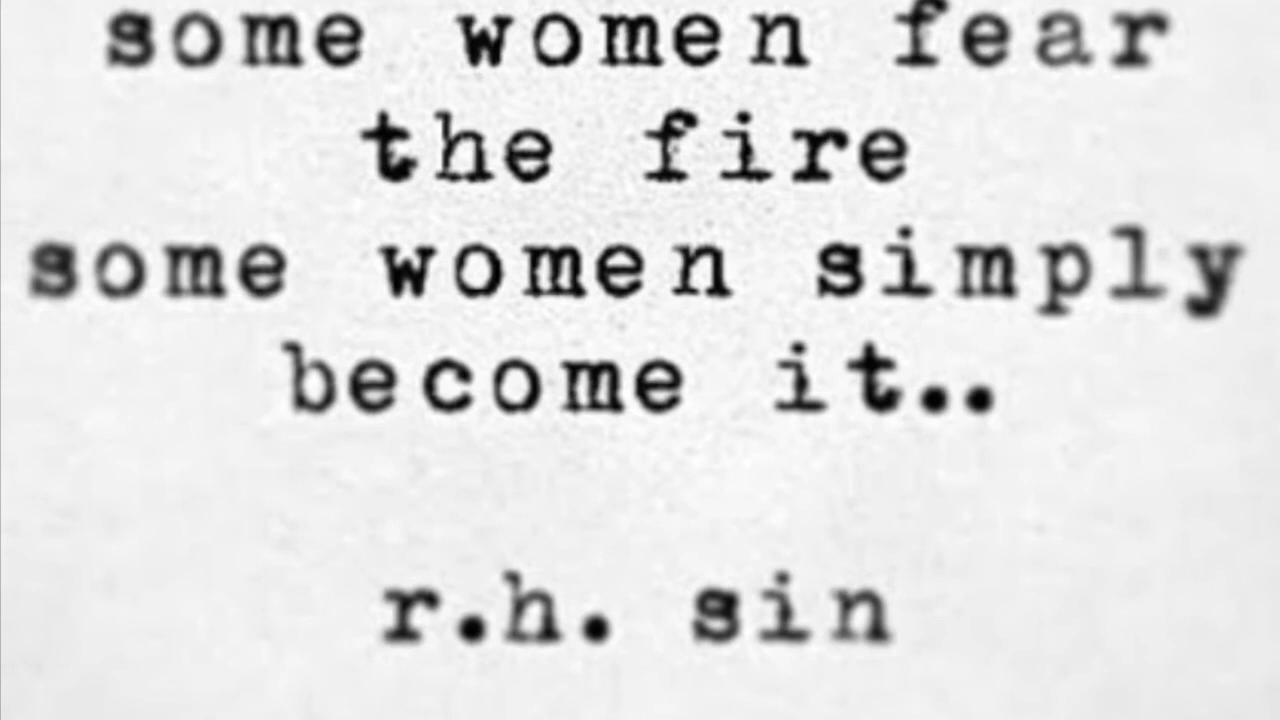 some women fear
the fire
some women simply
become it..
r.h. sin